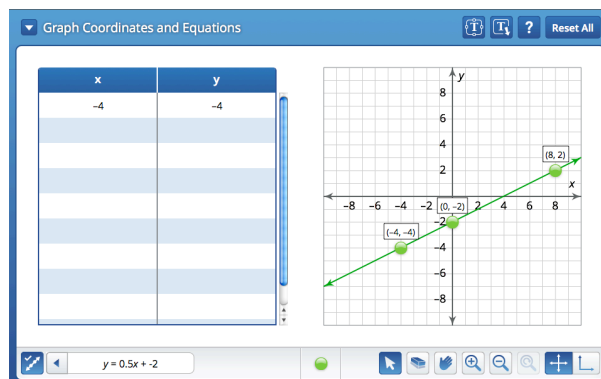 Graph Coordinates and Equations
T
T
?
Reset All
x
y
–4
–4
y
8
6
4
2
(8, 2)
x
–8
–6
–4
–2
(0, –2)
2
4
6
8
–2
(–4, –4)
–4
–6
–8
y = 0.5x + -2